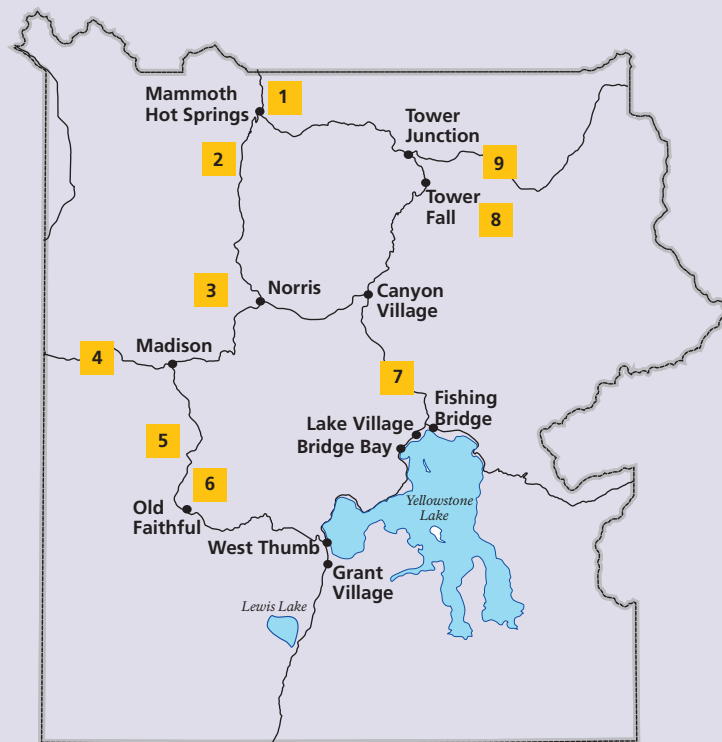 Mammoth
Hot Springs
1
Tower
Junction
2
9
Tower
Fall
8
3
Norris
Canyon
Village
Madison
4
7
Fishing
Bridge
Lake Village
Bridge Bay
5
6
Old
Faithful
Yellowstone
Lake
West Thumb
Grant
Village
Lewis Lake